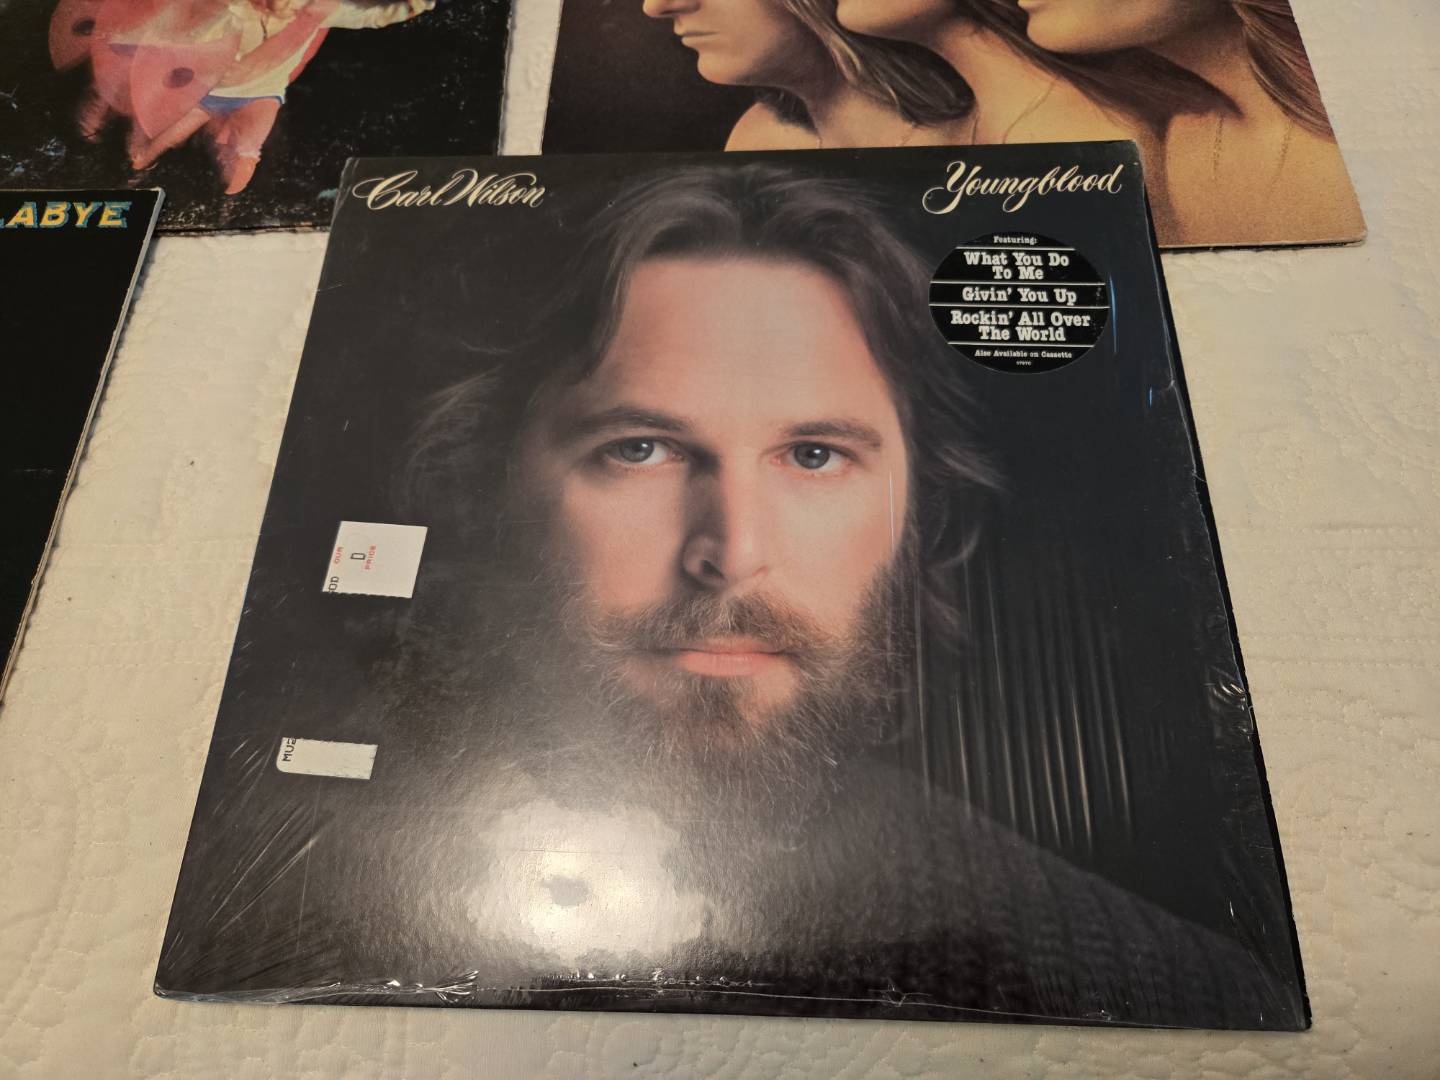 ABYE
Carl Wilson
Youngblood
Featuring:
What You Do
To Me
Givin' You Up
Rockin' All Over
The World
Also Available on Cassette
OUR
D
PRICE